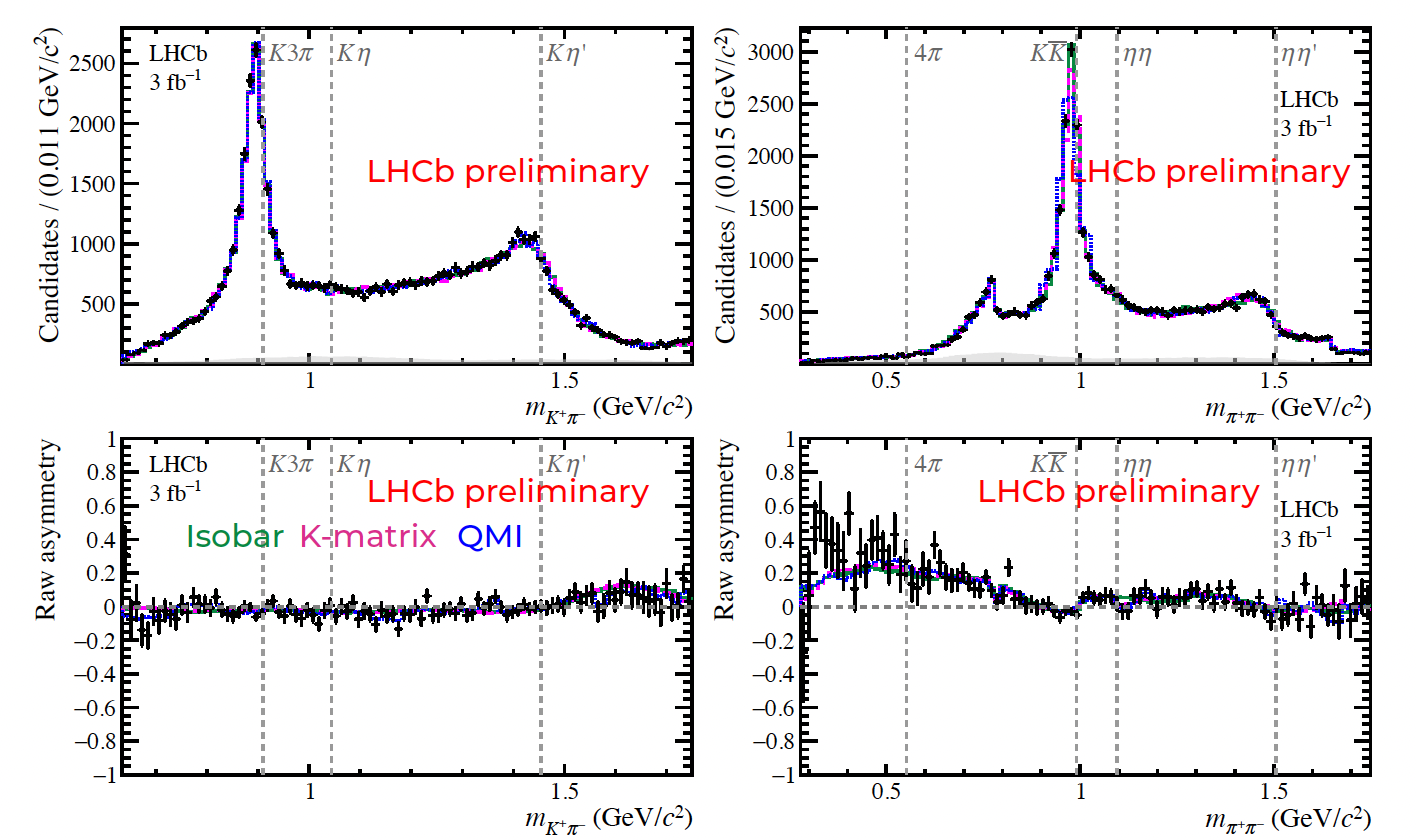 Candidates / (0.011 GeV/c²)
2500
2000
1500
1000
500
LHCb
3 fb⁻¹
K3π
Kη
Kη'
LHCb preliminary
1
1.5
m_{K⁺π⁻} (GeV/c²)
Candidates / (0.015 GeV/c²)
3000
2500
2000
1500
1000
500
4π
KK̅
ηη
ηη'
LHCb
3 fb⁻¹
LHCb preliminary
0.5
1
1.5
m_{π⁺π⁻} (GeV/c²)
Raw asymmetry
1
0.8
0.6
0.4
0.2
0
−0.2
−0.4
−0.6
−0.8
−1
LHCb
3 fb⁻¹
K3π
Kη
Kη'
LHCb preliminary
Isobar K-matrix QMI
1
1.5
m_{K⁺π⁻} (GeV/c²)
Raw asymmetry
1
0.8
0.6
0.4
0.2
0
−0.2
−0.4
−0.6
−0.8
−1
4π
KK̅
ηη
ηη'
LHCb preliminary
LHCb
3 fb⁻¹
0.5
1
1.5
m_{π⁺π⁻} (GeV/c²)